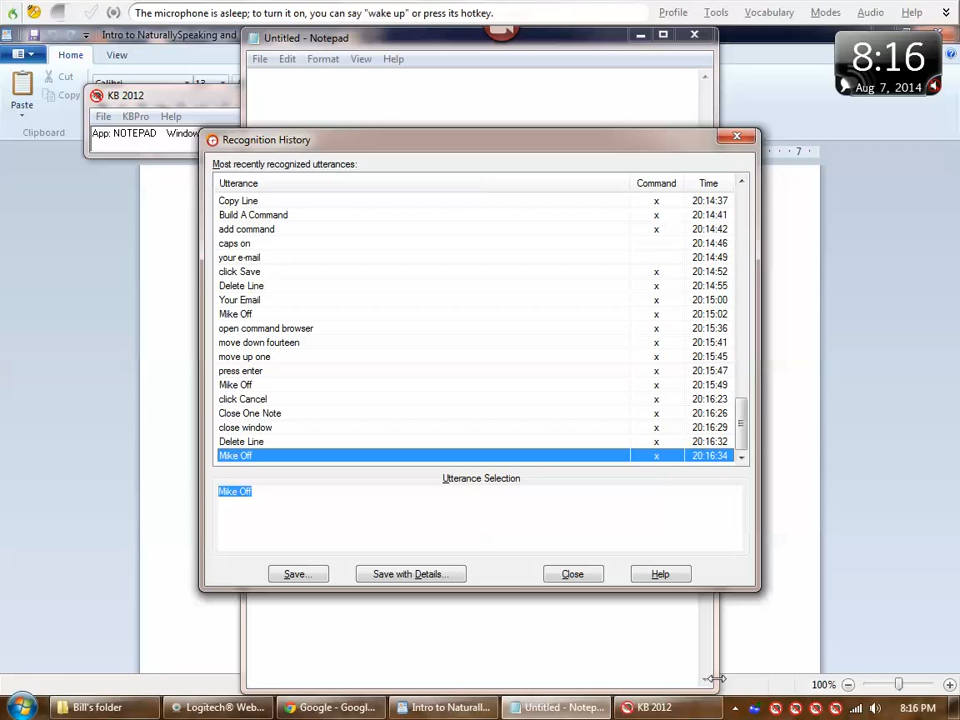 The microphone is asleep; to turn it on, you can say "wake up" or press its hotkey.
Profile Tools Vocabulary Modes Audio Help
Intro to NaturallySpeaking and
Untitled - Notepad
Home View
File Edit Format View Help
8:16
Aug 7, 2014
Paste
Cut
Copy
Clipboard
Calibri 13
KB 2012
File KBPro Help
App: NOTEPAD Window
7
Recognition History
Most recently recognized utterances:
Utterance Command Time
Copy Line x 20:14:37
Build A Command x 20:14:41
add command x 20:14:42
caps on 20:14:46
your e-mail 20:14:49
click Save x 20:14:52
Delete Line x 20:14:55
Your Email x 20:15:00
Mike Off x 20:15:02
open command browser x 20:15:36
move down fourteen x 20:15:41
move up one x 20:15:45
press enter x 20:15:47
Mike Off x 20:15:49
click Cancel x 20:16:23
Close One Note x 20:16:26
close window x 20:16:29
Delete Line x 20:16:32
Mike Off x 20:16:34
Utterance Selection
Mike Off
Save... Save with Details... Close Help
100%
Bill's folder Logitech® Web... Google - Googl... Intro to Naturall... Untitled - Notep... KB 2012 8:16 PM